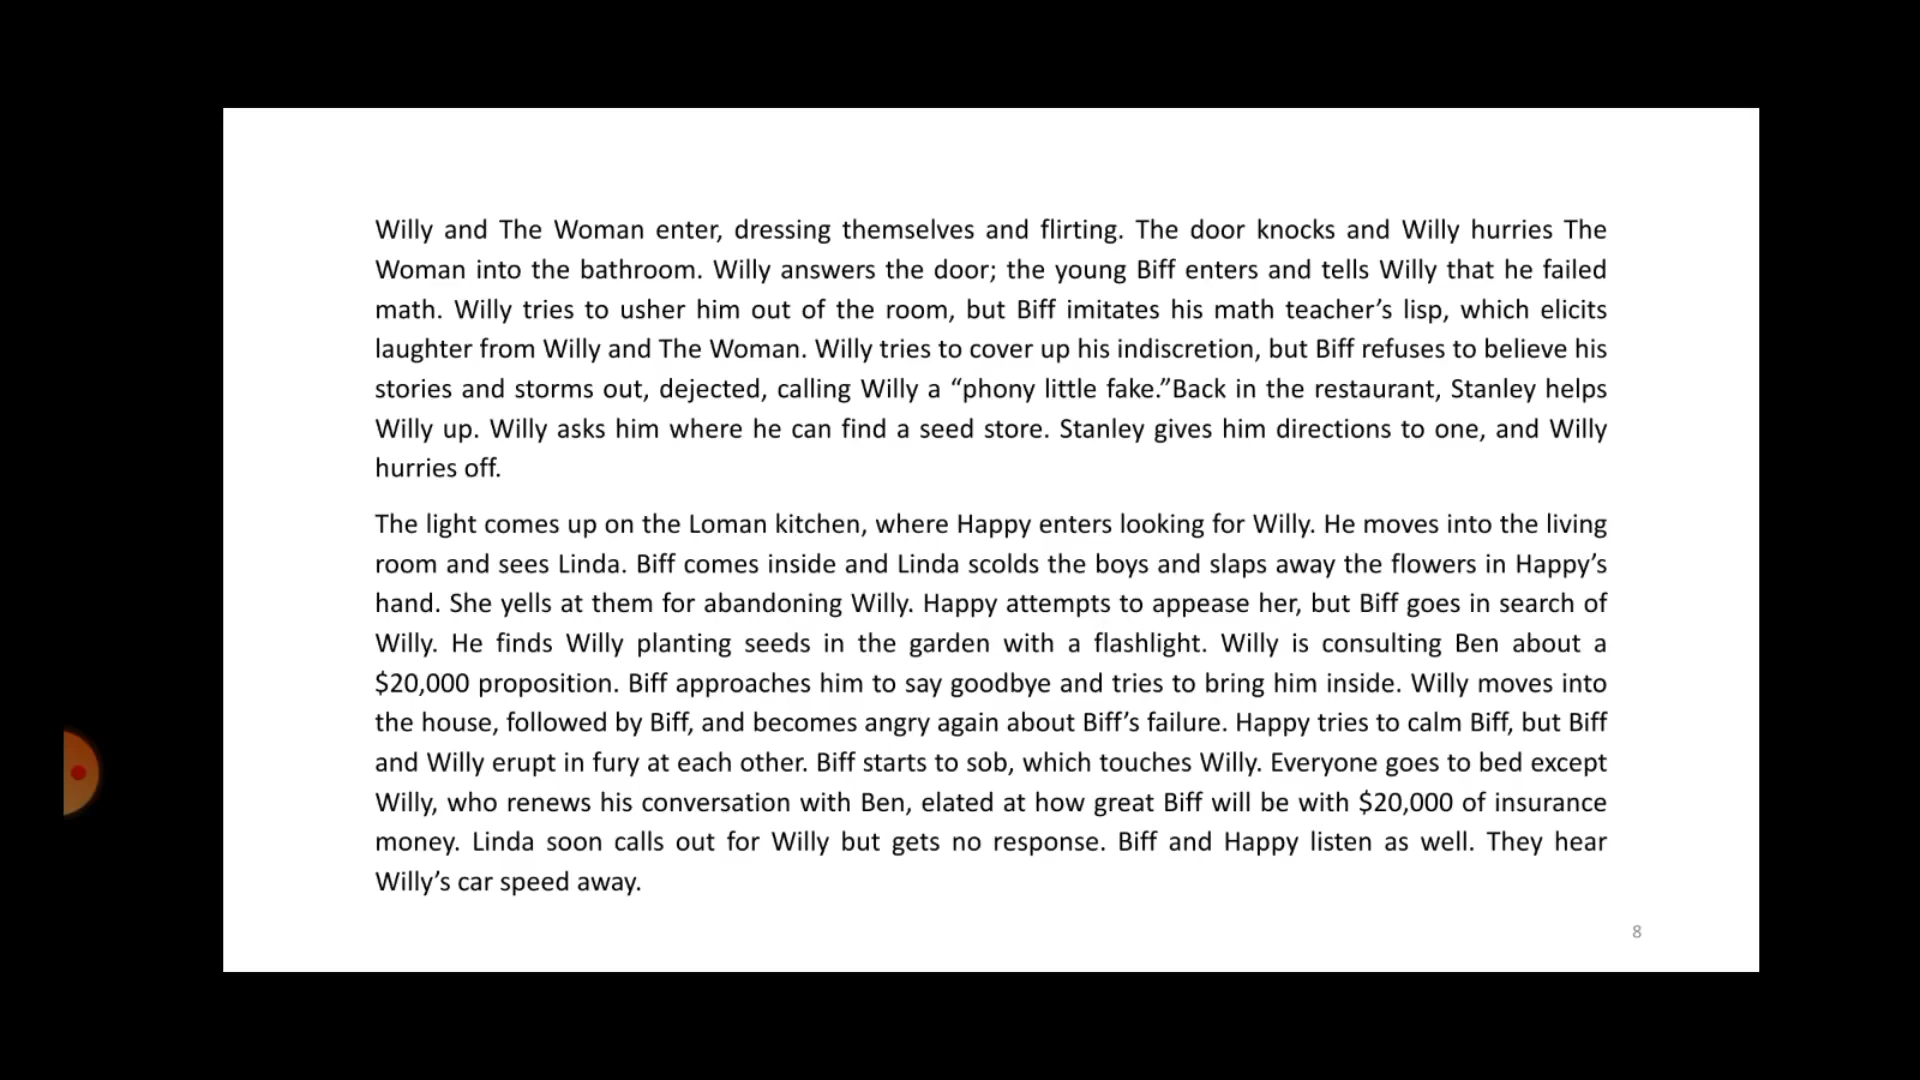 Willy and The Woman enter, dressing themselves and flirting. The door knocks and Willy hurries The
Woman into the bathroom. Willy answers the door; the young Biff enters and tells Willy that he failed
math. Willy tries to usher him out of the room, but Biff imitates his math teacher’s lisp, which elicits
laughter from Willy and The Woman. Willy tries to cover up his indiscretion, but Biff refuses to believe his
stories and storms out, dejected, calling Willy a “phony little fake.”Back in the restaurant, Stanley helps
Willy up. Willy asks him where he can find a seed store. Stanley gives him directions to one, and Willy
hurries off.
The light comes up on the Loman kitchen, where Happy enters looking for Willy. He moves into the living
room and sees Linda. Biff comes inside and Linda scolds the boys and slaps away the flowers in Happy’s
hand. She yells at them for abandoning Willy. Happy attempts to appease her, but Biff goes in search of
Willy. He finds Willy planting seeds in the garden with a flashlight. Willy is consulting Ben about a
$20,000 proposition. Biff approaches him to say goodbye and tries to bring him inside. Willy moves into
the house, followed by Biff, and becomes angry again about Biff’s failure. Happy tries to calm Biff, but Biff
and Willy erupt in fury at each other. Biff starts to sob, which touches Willy. Everyone goes to bed except
Willy, who renews his conversation with Ben, elated at how great Biff will be with $20,000 of insurance
money. Linda soon calls out for Willy but gets no response. Biff and Happy listen as well. They hear
Willy’s car speed away.
8